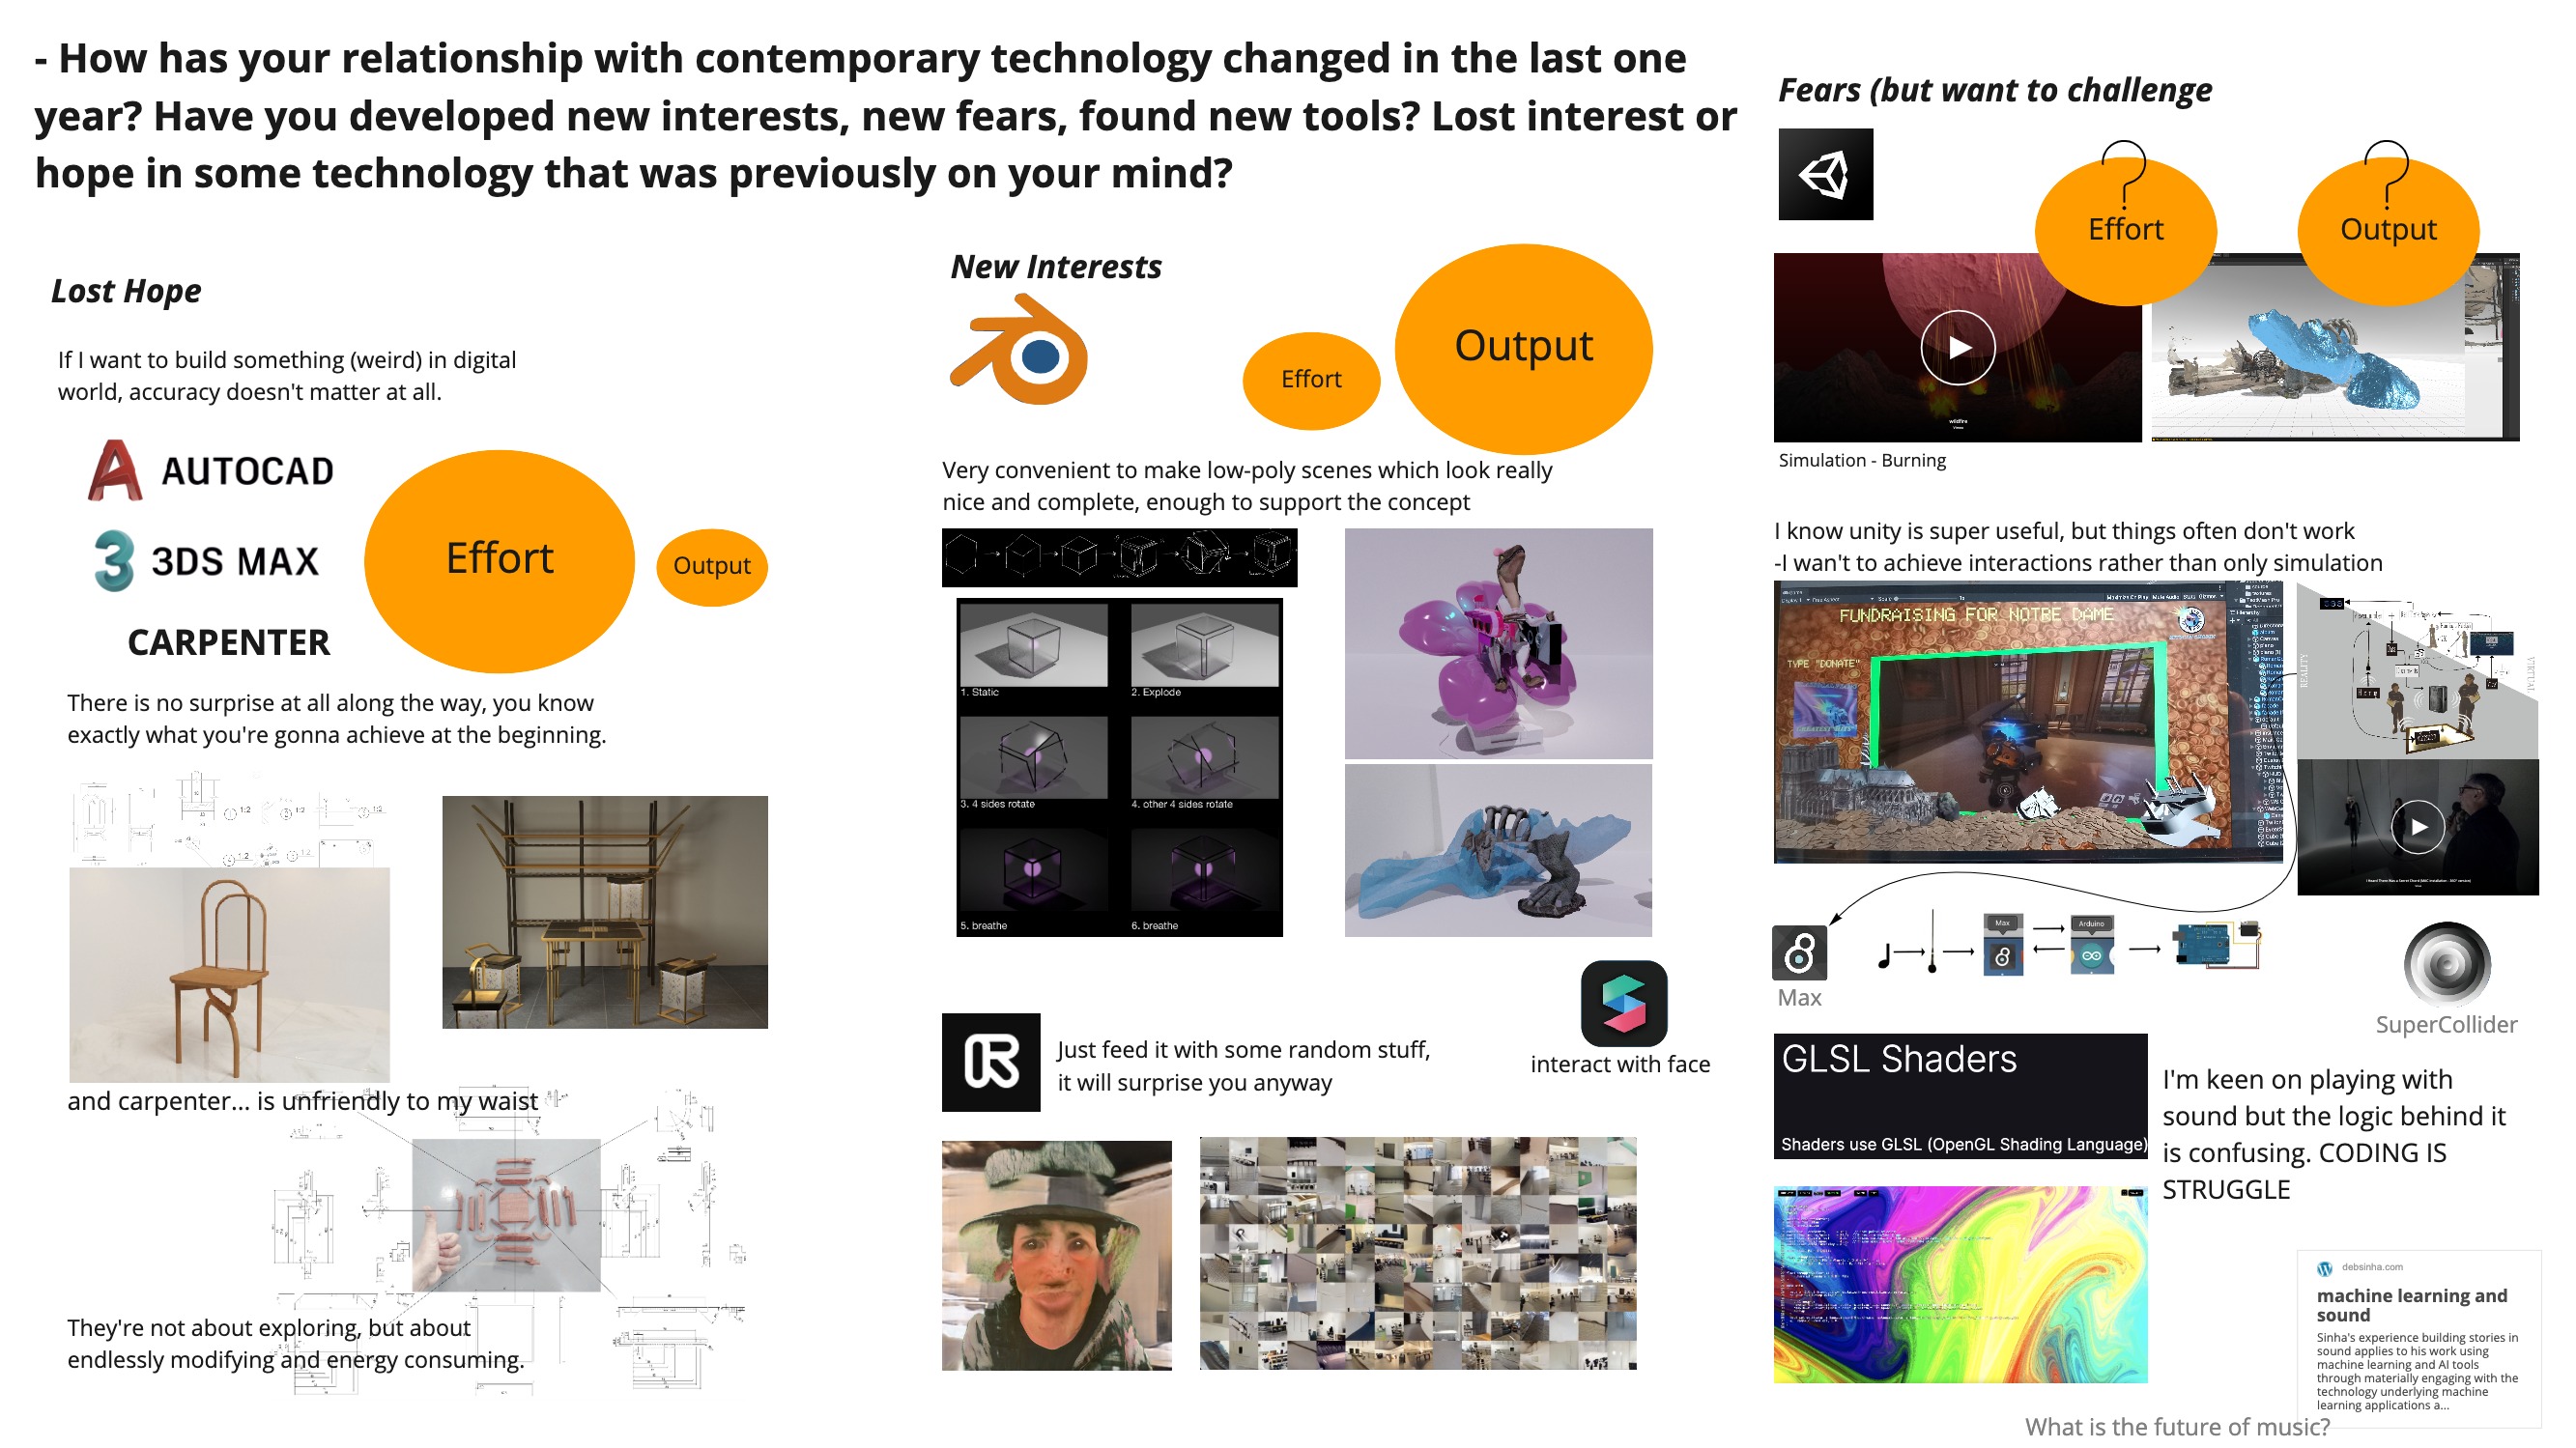 - How has your relationship with contemporary technology changed in the last one
year? Have you developed new interests, new fears, found new tools? Lost interest or
hope in some technology that was previously on your mind?
Lost Hope
If I want to build something (weird) in digital
world, accuracy doesn't matter at all.
AUTOCAD
3DS MAX
CARPENTER
Effort
Output
There is no surprise at all along the way, you know
exactly what you're gonna achieve at the beginning.
1:2
1:2
1:2
1:2
and carpenter... is unfriendly to my waist
They're not about exploring, but about
endlessly modifying and energy consuming.
New Interests
Effort
Output
Very convenient to make low-poly scenes which look really
nice and complete, enough to support the concept
1. Static
2. Explode
3. 4 sides rotate
4. other 4 sides rotate
5. breathe
6. breathe
Just feed it with some random stuff,
it will surprise you anyway
interact with face
Fears (but want to challenge
?
Effort
?
Output
wildfire
Vimeo
Simulation - Burning
I know unity is super useful, but things often don't work
-I wan't to achieve interactions rather than only simulation
FUNDRAISING FOR NOTRE DAME
TYPE "DONATE"
REALITY
VIRTUAL
Max
Max
Arduino
SuperCollider
GLSL Shaders
Shaders use GLSL (OpenGL Shading Language)
I'm keen on playing with
sound but the logic behind it
is confusing. CODING IS
STRUGGLE
debsinha.com
machine learning and
sound
Sinha's experience building stories in
sound applies to his work using
machine learning and AI tools
through materially engaging with the
technology underlying machine
learning applications a...
What is the future of music?